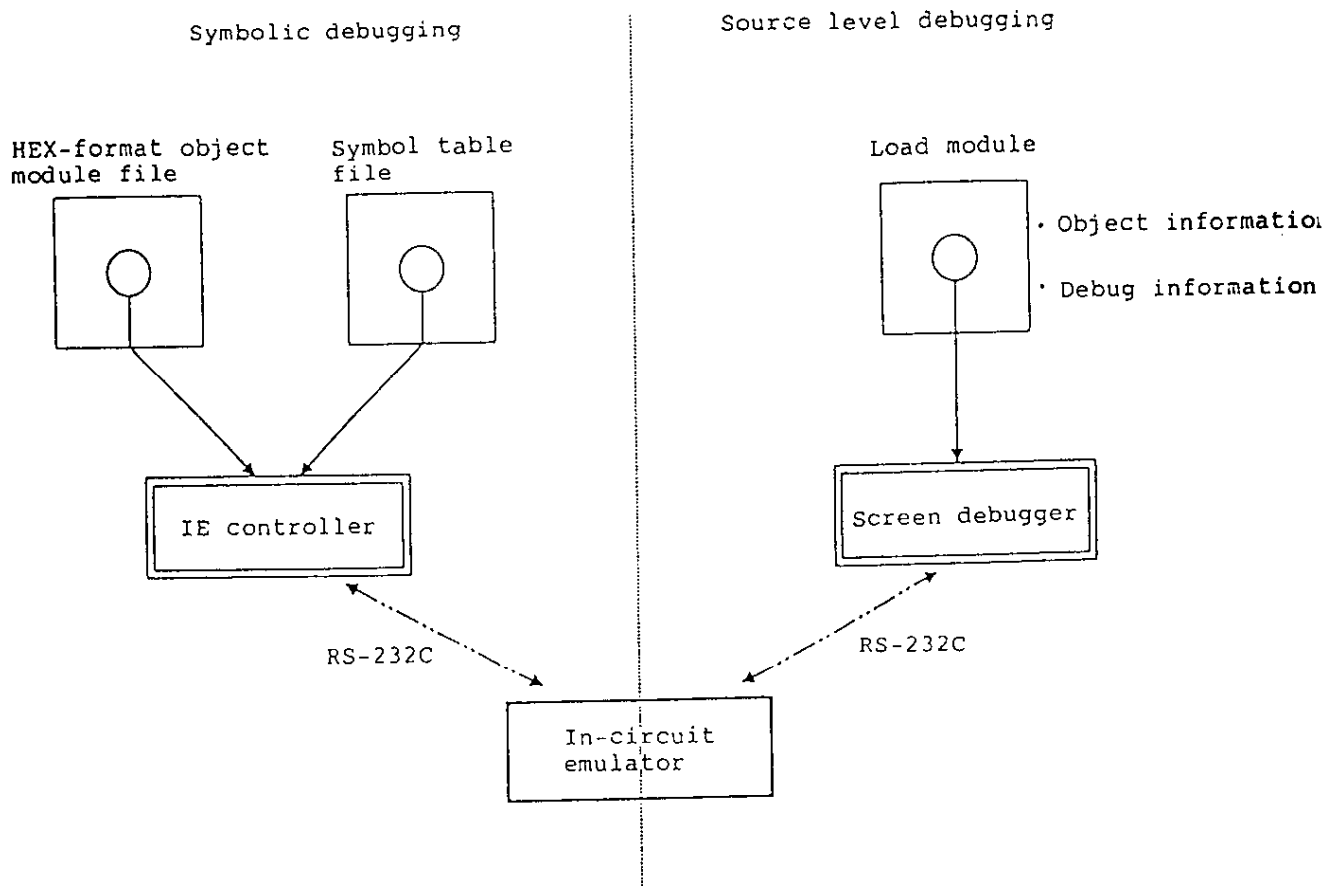 Symbolic debugging
Source level debugging
HEX-format object
module file
Symbol table
file
Load module
· Object information
· Debug information
IE controller
Screen debugger
RS-232C
RS-232C
In-circuit
emulator